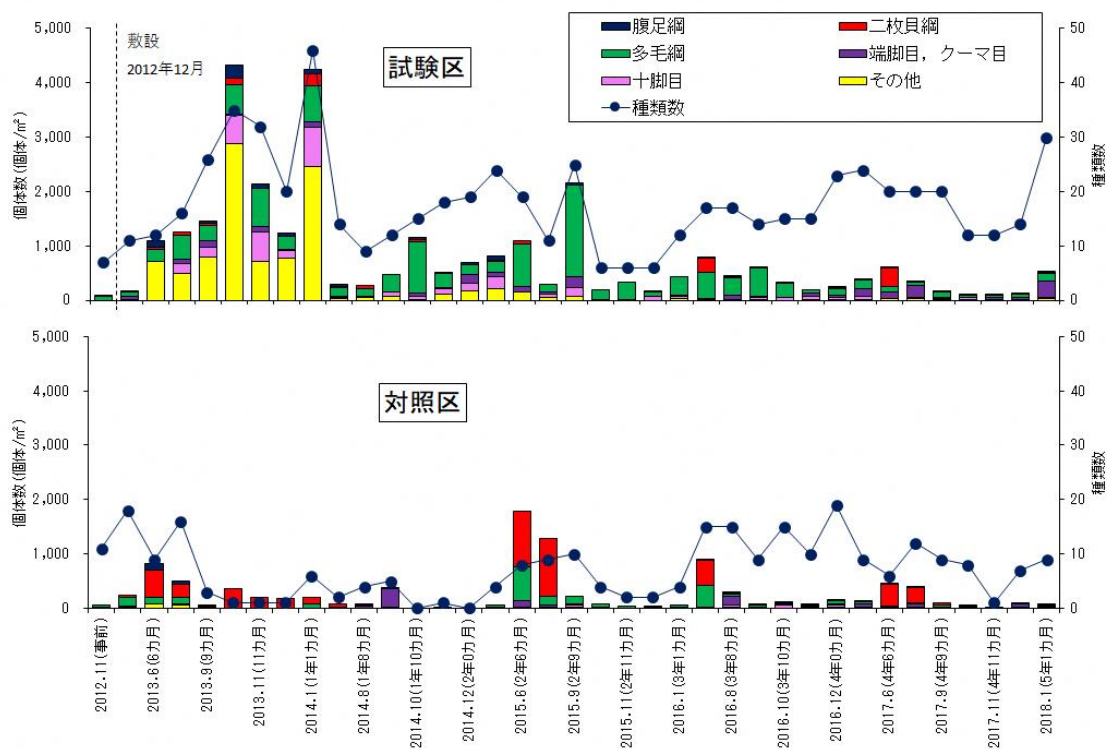 腹足綱
二枚貝綱
多毛綱
端脚目，クーマ目
十脚目
その他
種類数
敷設
2012年12月
試験区
個体数(個体/㎡)
5,000
4,000
3,000
2,000
1,000
0
50
40
30
20
10
0
種類数
対照区
個体数(個体/㎡)
5,000
4,000
3,000
2,000
1,000
0
50
40
30
20
10
0
種類数
2012.11(事前)
2013.6(6カ月)
2013.9(9カ月)
2013.11(11カ月)
2014.1(1年1カ月)
2014.8(1年8カ月)
2014.10(1年10カ月)
2014.12(2年0カ月)
2015.6(2年6カ月)
2015.9(2年9カ月)
2015.11(2年11カ月)
2016.1(3年1カ月)
2016.8(3年8カ月)
2016.10(3年10カ月)
2016.12(4年0カ月)
2017.6(4年6カ月)
2017.9(4年9カ月)
2017.11(4年11カ月)
2018.1(5年1カ月)